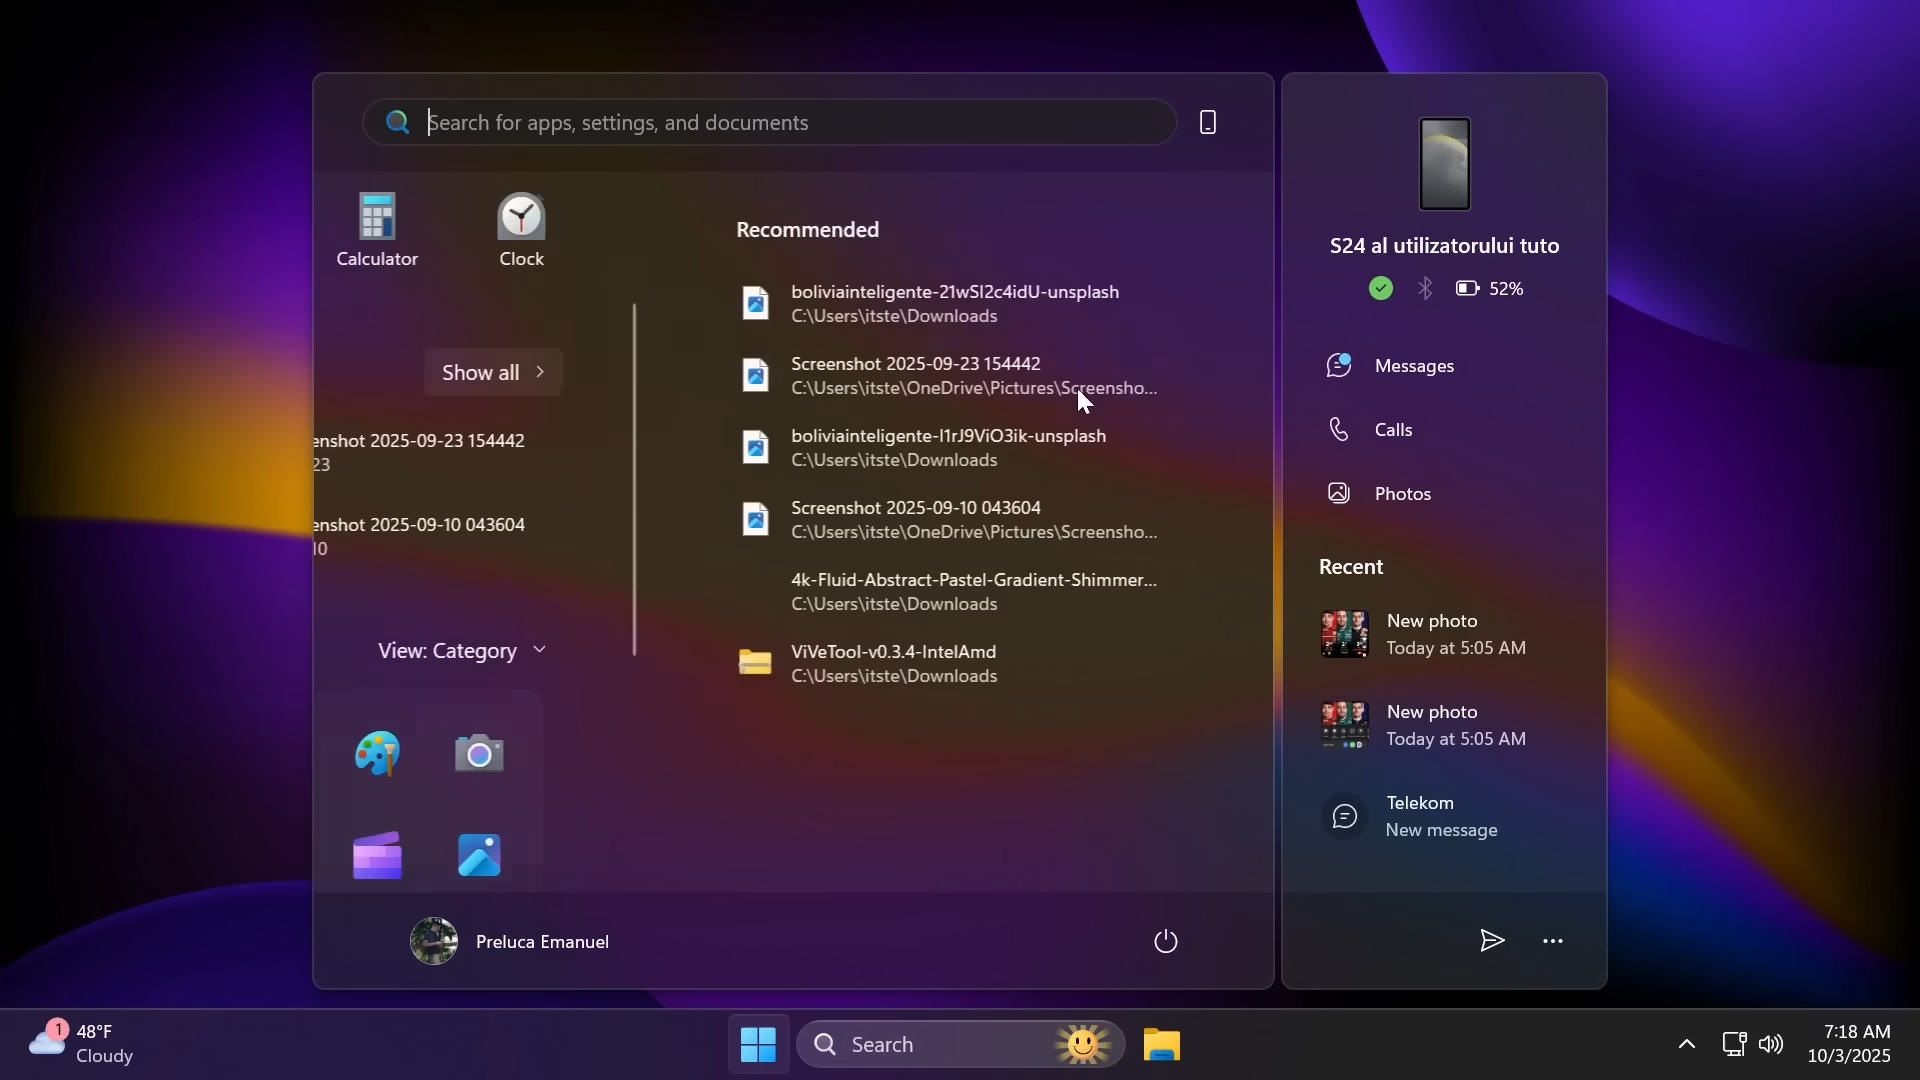 Search for apps, settings, and documents
Calculator
Clock
Show all
enshot 2025-09-23 154442
23
enshot 2025-09-10 043604
10
View: Category
Recommended
boliviainteligente-21wSl2c4idU-unsplash
C:\Users\itste\Downloads
Screenshot 2025-09-23 154442
C:\Users\itste\OneDrive\Pictures\Screensho...
boliviainteligente-l1rJ9ViO3ik-unsplash
C:\Users\itste\Downloads
Screenshot 2025-09-10 043604
C:\Users\itste\OneDrive\Pictures\Screensho...
4k-Fluid-Abstract-Pastel-Gradient-Shimmer...
C:\Users\itste\Downloads
ViVeTool-v0.3.4-IntelAmd
C:\Users\itste\Downloads
Preluca Emanuel
S24 al utilizatorului tuto
52%
Messages
Calls
Photos
Recent
New photo
Today at 5:05 AM
New photo
Today at 5:05 AM
Telekom
New message
1
48°F
Cloudy
Search
7:18 AM
10/3/2025